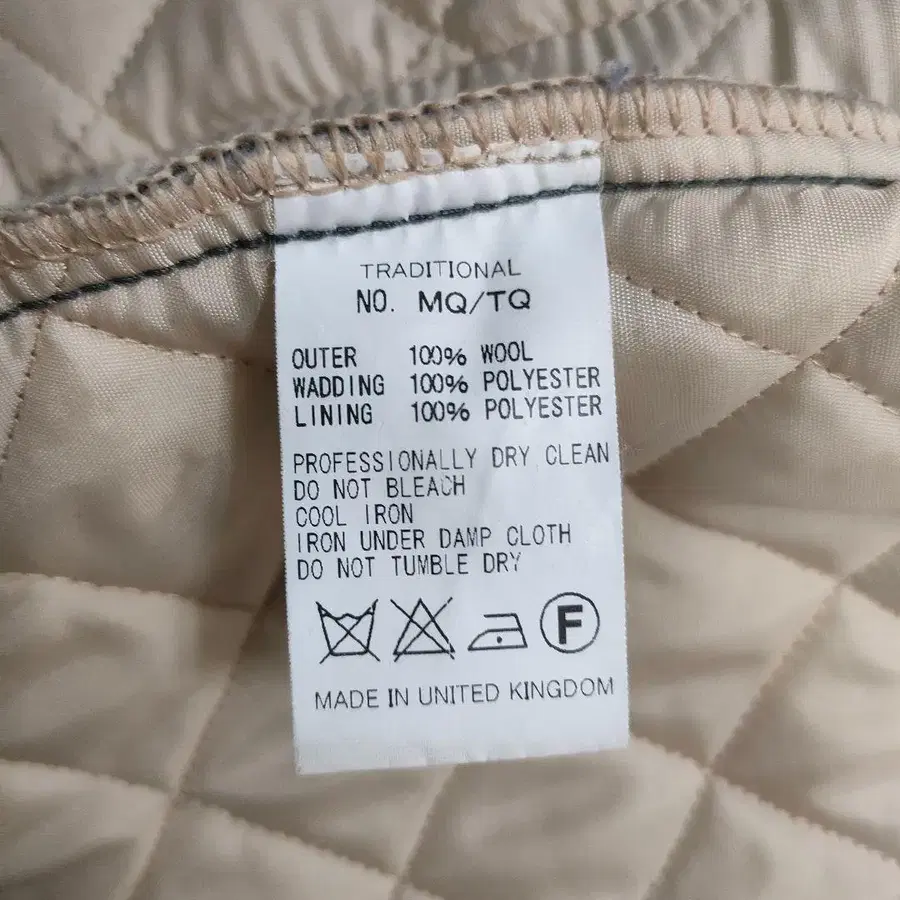 TRADITIONAL
NO. MQ/TQ
OUTER 100% WOOL
WADDING 100% POLYESTER
LINING 100% POLYESTER
PROFESSIONALLY DRY CLEAN
DO NOT BLEACH
COOL IRON
IRON UNDER DAMP CLOTH
DO NOT TUMBLE DRY
F
MADE IN UNITED KINGDOM